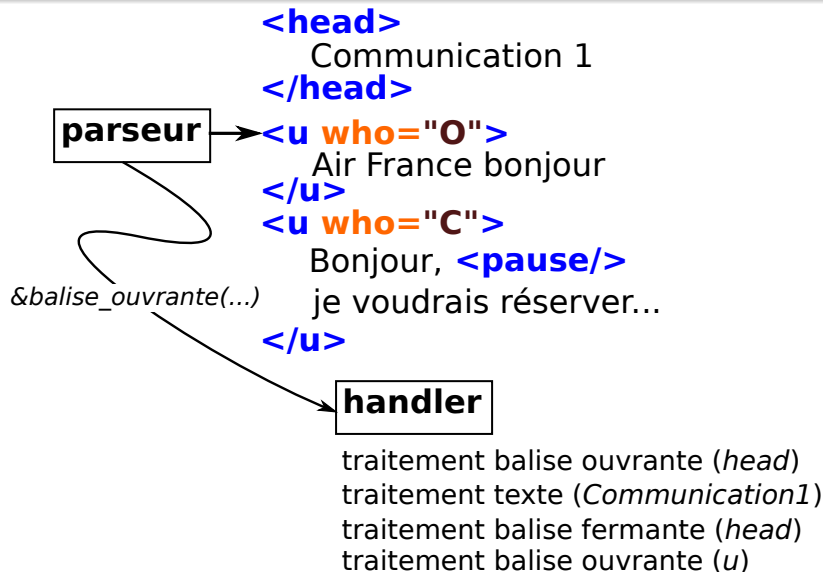 <head>
Communication 1
</head>
parseur
<u who="O">
Air France bonjour
</u>
<u who="C">
Bonjour, <pause/>
&balise_ouvrante(...)
je voudrais réserver...
</u>
handler
traitement balise ouvrante (head)
traitement texte (Communication1)
traitement balise fermante (head)
traitement balise ouvrante (u)